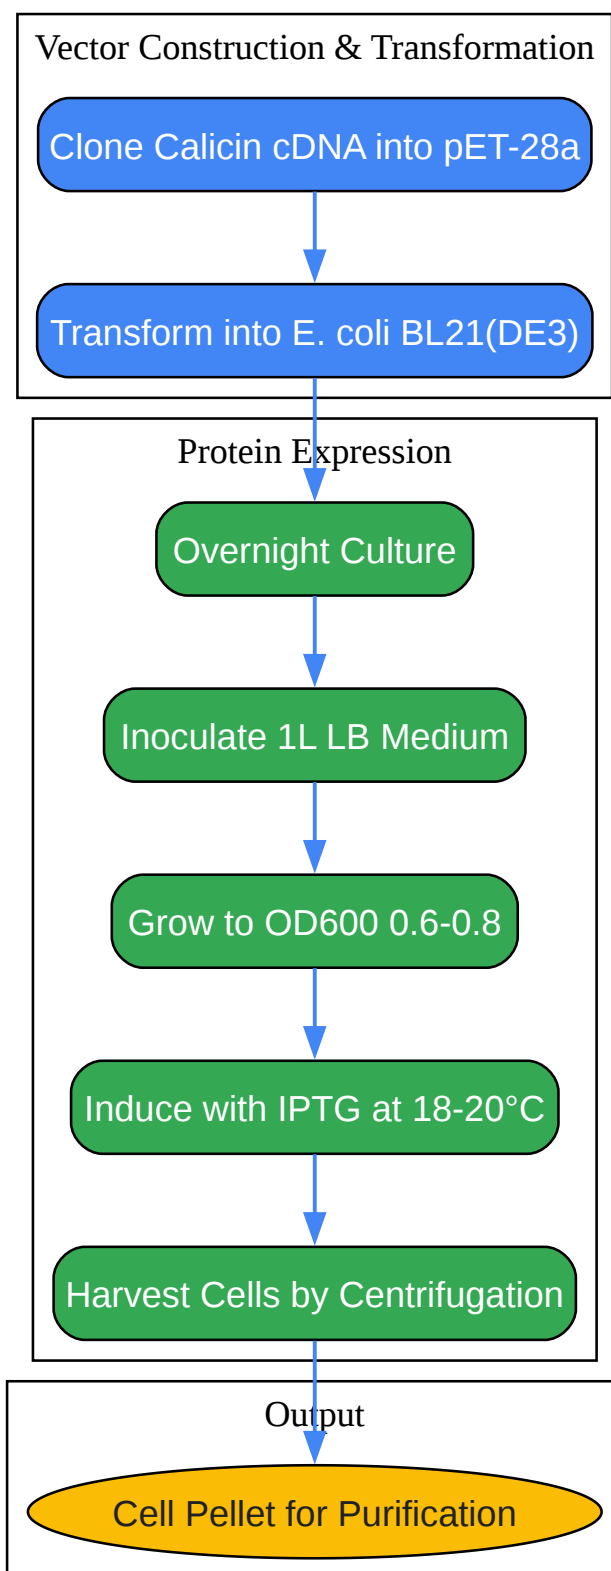 Vector Construction & Transformation
Clone Calicin cDNA into pET-28a
Transform into E. coli BL21(DE3)
Protein Expression
Overnight Culture
Inoculate 1L LB Medium
Grow to OD600 0.6-0.8
Induce with IPTG at 18-20°C
Harvest Cells by Centrifugation
Output
Cell Pellet for Purification